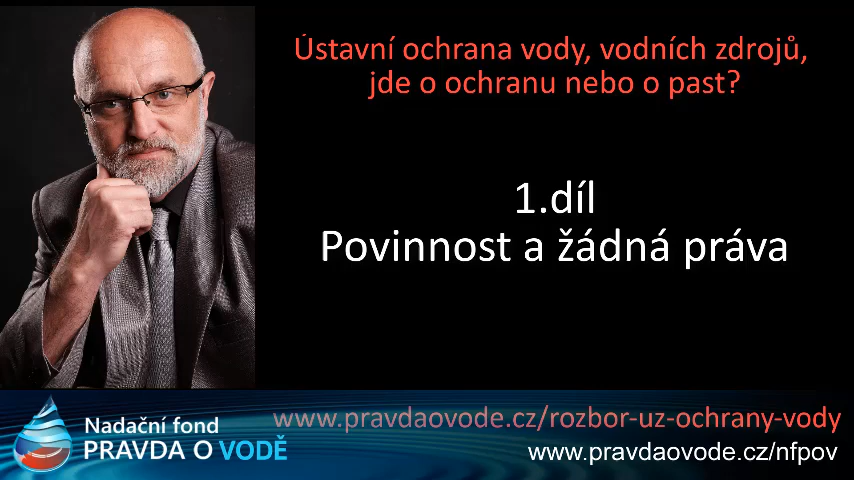 Ústavní ochrana vody, vodních zdrojů,
jde o ochranu nebo o past?
1.díl
Povinnost a žádná práva
Nadační fond
PRAVDA O VODĚ
www.pravdaovode.cz/rozbor-uz-ochrany-vody
www.pravdaovode.cz/nfpov